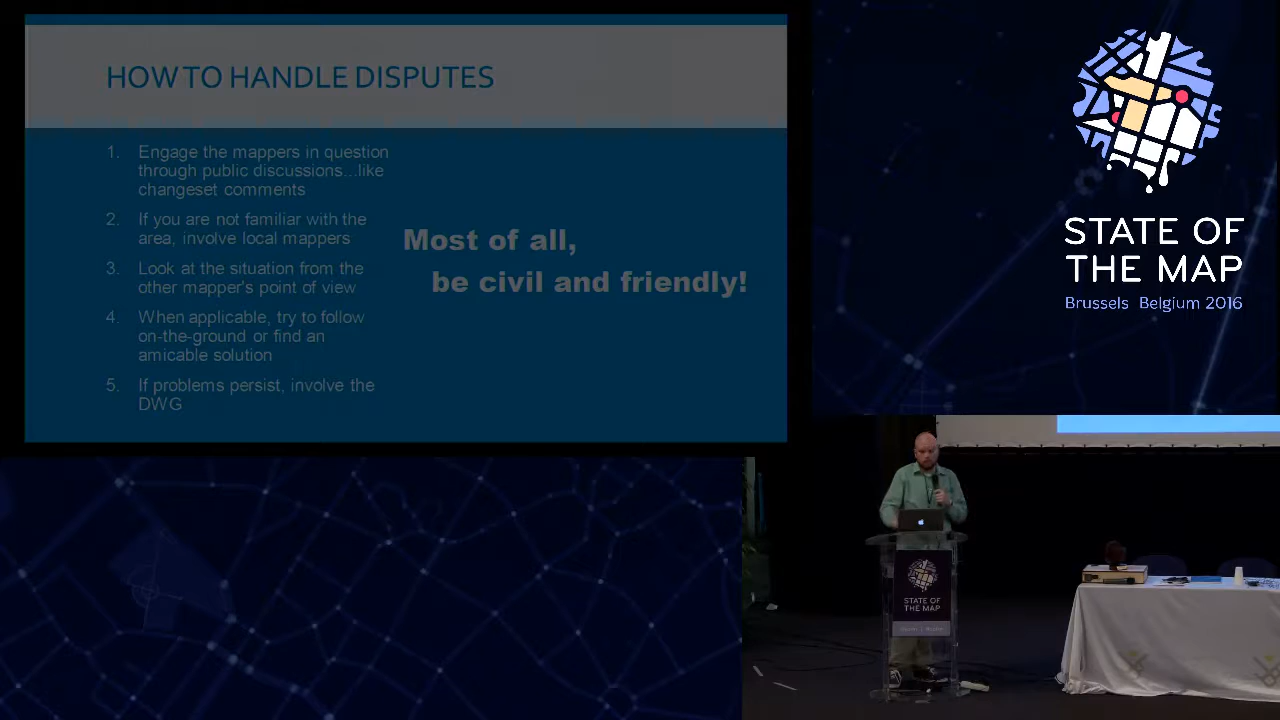 HOW TO HANDLE DISPUTES
1. Engage the mappers in question
through public discussions...like
changeset comments
2. If you are not familiar with the
area, involve local mappers
3. Look at the situation from the
other mapper's point of view
4. When applicable, try to follow
on-the-ground or find an
amicable solution
5. If problems persist, involve the
DWG
Most of all,
be civil and friendly!
STATE OF
THE MAP
Brussels Belgium 2016
STATE OF
THE MAP